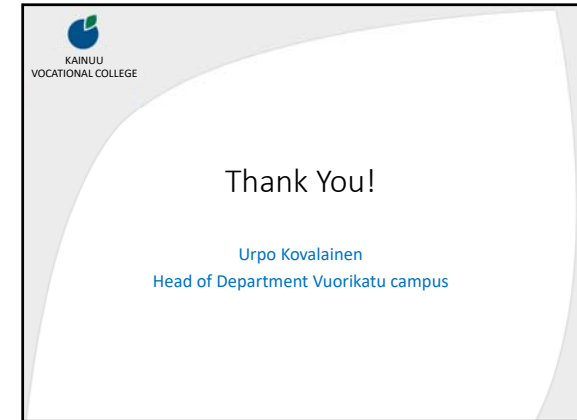 KAINUU
VOCATIONAL COLLEGE
Thank You!
Urpo Kovalainen
Head of Department Vuorikatu campus